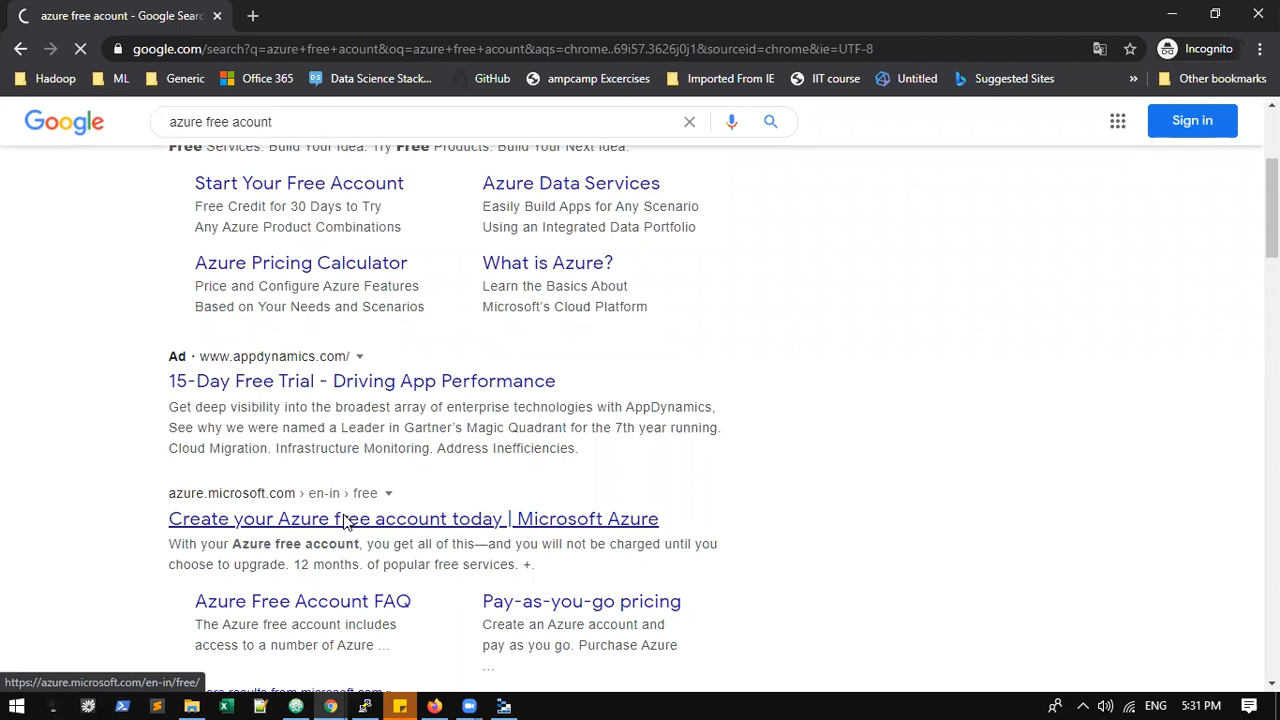 azure free acount - Google Sear
google.com/search?q=azure+free+acount&oq=azure+free+acount&aqs=chrome..69i57.3626j0j1&sourceid=chrome&ie=UTF-8
Incognito
Hadoop ML Generic Office 365 Data Science Stack... GitHub ampcamp Excercises Imported From IE IIT course Untitled Suggested Sites » Other bookmarks
Google azure free acount Sign in
Free Services. Build Your Idea. Try Free Products. Build Your Next Idea.
Start Your Free Account
Free Credit for 30 Days to Try
Any Azure Product Combinations
Azure Data Services
Easily Build Apps for Any Scenario
Using an Integrated Data Portfolio
Azure Pricing Calculator
Price and Configure Azure Features
Based on Your Needs and Scenarios
What is Azure?
Learn the Basics About
Microsoft's Cloud Platform
Ad · www.appdynamics.com/
15-Day Free Trial - Driving App Performance
Get deep visibility into the broadest array of enterprise technologies with AppDynamics,
See why we were named a Leader in Gartner's Magic Quadrant for the 7th year running.
Cloud Migration. Infrastructure Monitoring. Address Inefficiencies.
azure.microsoft.com › en-in › free
Create your Azure free account today | Microsoft Azure
With your Azure free account, you get all of this—and you will not be charged until you
choose to upgrade. 12 months. of popular free services. +.
Azure Free Account FAQ
The Azure free account includes
access to a number of Azure ...
Pay-as-you-go pricing
Create an Azure account and
pay as you go. Purchase Azure
...
https://azure.microsoft.com/en-in/free/
results from microsoft.com »
ENG 5:31 PM